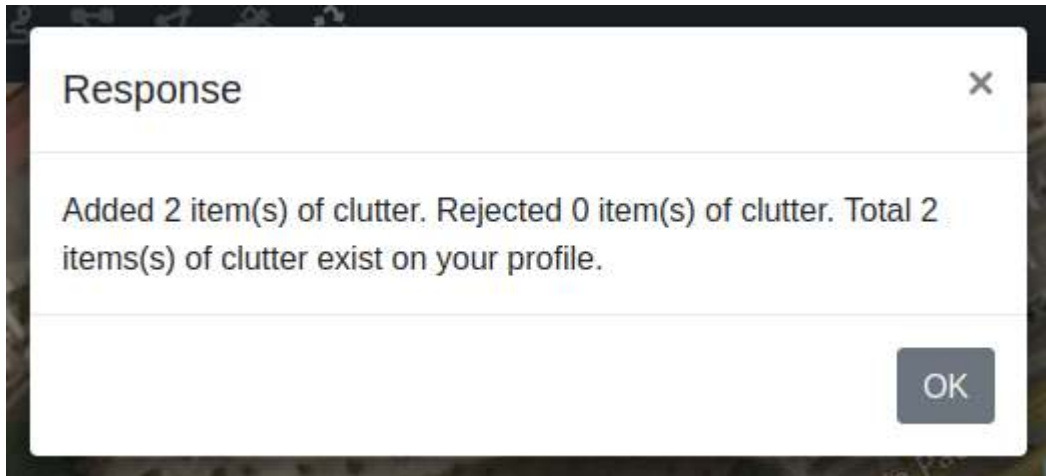 Response
×
Added 2 item(s) of clutter. Rejected 0 item(s) of clutter. Total 2
items(s) of clutter exist on your profile.
OK